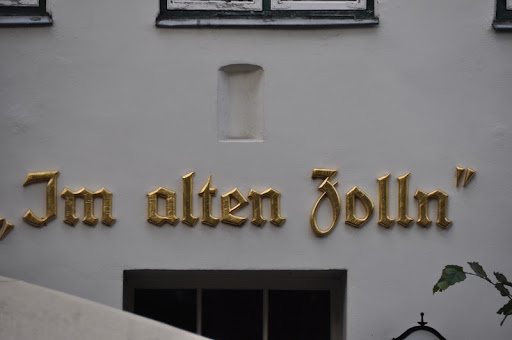 „Im alten Zolln"